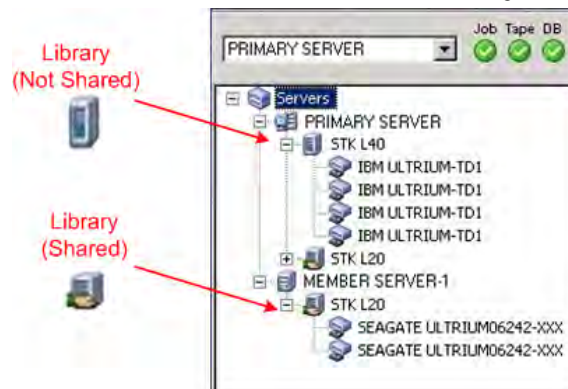 Job Tape DB
PRIMARY SERVER
Library
(Not Shared)
Servers
PRIMARY SERVER
STK L40
IBM ULTRIUM-TD1
IBM ULTRIUM-TD1
IBM ULTRIUM-TD1
IBM ULTRIUM-TD1
STK L20
Library
(Shared)
MEMBER SERVER-1
STK L20
SEAGATE ULTRIUM06242-XXX
SEAGATE ULTRIUM06242-XXX